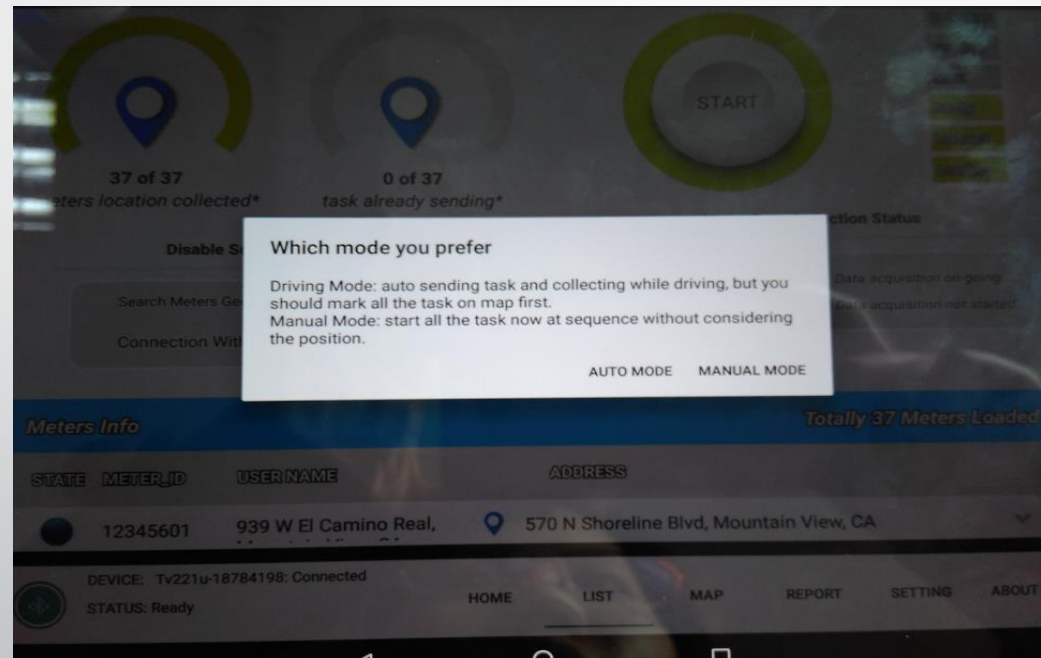 START
37 of 37
0 of 37
eters location collected*
task already sending*
ction Status
Disable Se
Which mode you prefer
Driving Mode: auto sending task and collecting while driving, but you
should mark all the task on map first.
Manual Mode: start all the task now at sequence without considering
the position.
AUTO MODE MANUAL MODE
Data acquisition on going
Data acquisition not started
Search Meters Ge
Connection With
Meters Info
Totally 37 Meters Loaded
STATE METER_ID USER NAME ADDRESS
12345601 939 W El Camino Real, 570 N Shoreline Blvd, Mountain View, CA
DEVICE: Tv221u-18784198: Connected
STATUS: Ready
HOME LIST MAP REPORT SETTING ABOUT